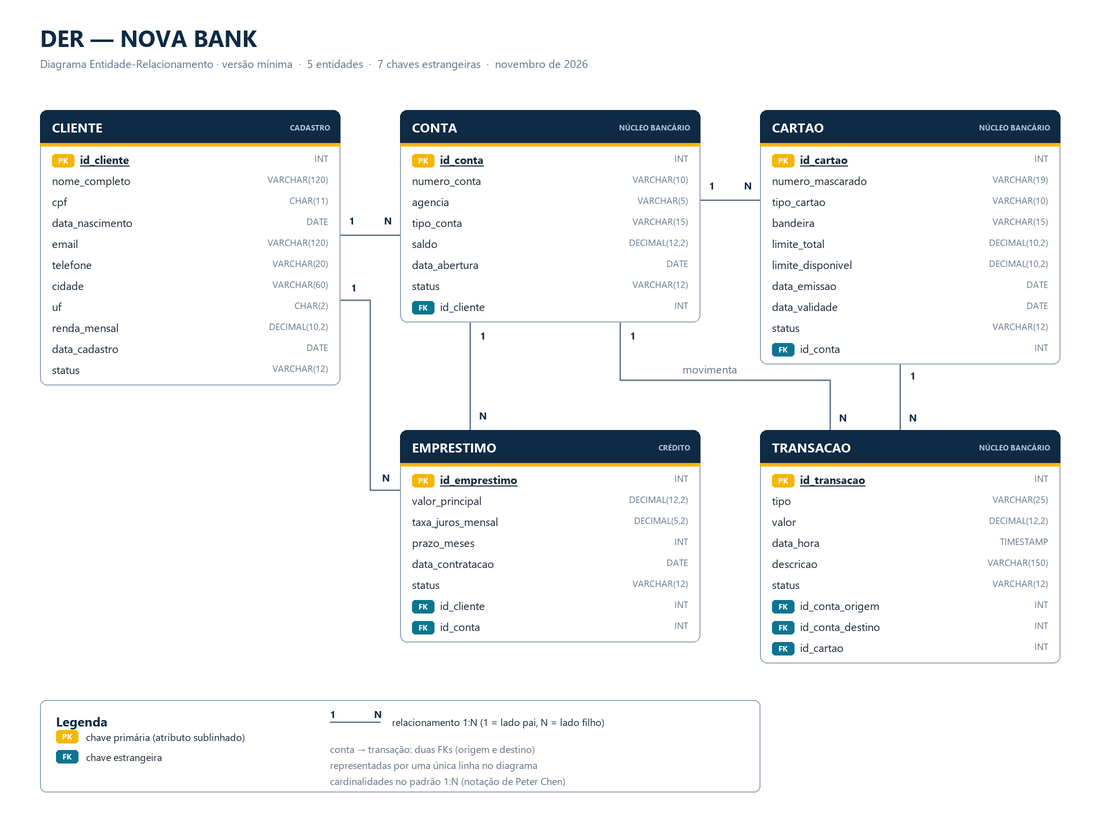 DER — NOVA BANK
Diagrama Entidade-Relacionamento · versão mínima · 5 entidades · 7 chaves estrangeiras · novembro de 2026
CLIENTE CADASTRO
PK id_cliente INT
nome_completo VARCHAR(120)
cpf CHAR(11)
data_nascimento DATE
email VARCHAR(120)
telefone VARCHAR(20)
cidade VARCHAR(60)
uf CHAR(2)
renda_mensal DECIMAL(10,2)
data_cadastro DATE
status VARCHAR(12)
1 N
1
CONTA NÚCLEO BANCÁRIO
PK id_conta INT
numero_conta VARCHAR(10)
agencia VARCHAR(5)
tipo_conta VARCHAR(15)
saldo DECIMAL(12,2)
data_abertura DATE
status VARCHAR(12)
FK id_cliente INT
1 N
CARTAO NÚCLEO BANCÁRIO
PK id_cartao INT
numero_mascarado VARCHAR(19)
tipo_cartao VARCHAR(10)
bandeira VARCHAR(15)
limite_total DECIMAL(10,2)
limite_disponivel DECIMAL(10,2)
data_emissao DATE
data_validade DATE
status VARCHAR(12)
FK id_conta INT
1 1
movimenta
1
N N N
N
EMPRESTIMO CRÉDITO
PK id_emprestimo INT
valor_principal DECIMAL(12,2)
taxa_juros_mensal DECIMAL(5,2)
prazo_meses INT
data_contratacao DATE
status VARCHAR(12)
FK id_cliente INT
FK id_conta INT
TRANSACAO NÚCLEO BANCÁRIO
PK id_transacao INT
tipo VARCHAR(25)
valor DECIMAL(12,2)
data_hora TIMESTAMP
descricao VARCHAR(150)
status VARCHAR(12)
FK id_conta_origem INT
FK id_conta_destino INT
FK id_cartao INT
Legenda
PK chave primária (atributo sublinhado)
FK chave estrangeira
1 N relacionamento 1:N (1 = lado pai, N = lado filho)
conta → transação: duas FKs (origem e destino)
representadas por uma única linha no diagrama
cardinalidades no padrão 1:N (notação de Peter Chen)